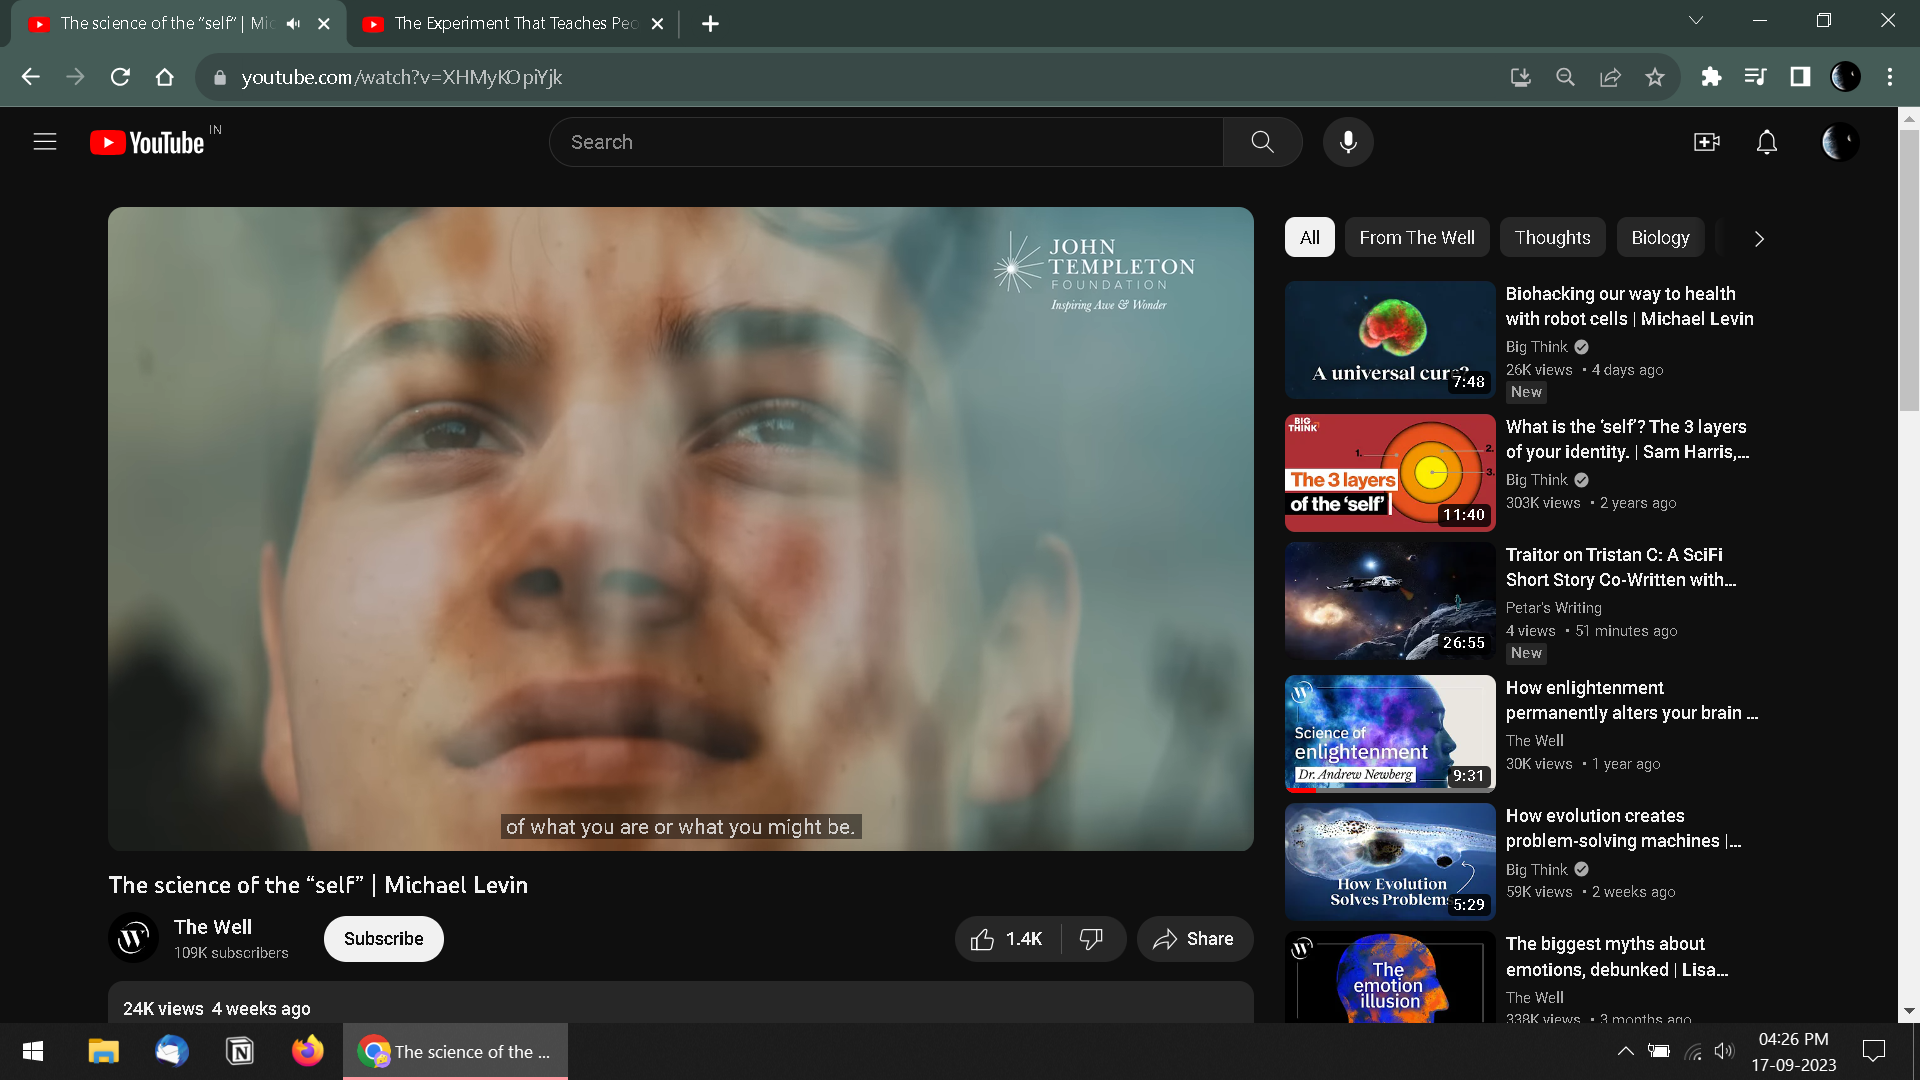 The science of the “self” | Mic
The Experiment That Teaches Peo
youtube.com/watch?v=XHMyKOpiYjk
YouTube IN
Search
JOHN
TEMPLETON
FOUNDATION
Inspiring Awe & Wonder
of what you are or what you might be.
The science of the “self” | Michael Levin
The Well
109K subscribers
Subscribe
1.4K
Share
24K views 4 weeks ago
All
From The Well
Thoughts
Biology
A universal cure?
7:48
Biohacking our way to health
with robot cells | Michael Levin
Big Think
26K views • 4 days ago
New
BIG
THINK
1.
2.
3.
The 3 layers
of the ‘self’
11:40
What is the ‘self’? The 3 layers
of your identity. | Sam Harris,...
Big Think
303K views • 2 years ago
26:55
Traitor on Tristan C: A SciFi
Short Story Co-Written with...
Petar's Writing
4 views • 51 minutes ago
New
W
Science of
enlightenment
Dr. Andrew Newberg
9:31
How enlightenment
permanently alters your brain ...
The Well
30K views • 1 year ago
How Evolution
Solves Problems
5:29
How evolution creates
problem-solving machines |...
Big Think
59K views • 2 weeks ago
W
The
emotion
illusion
The biggest myths about
emotions, debunked | Lisa...
The Well
338K views • 3 months ago
The science of the ...
04:26 PM
17-09-2023